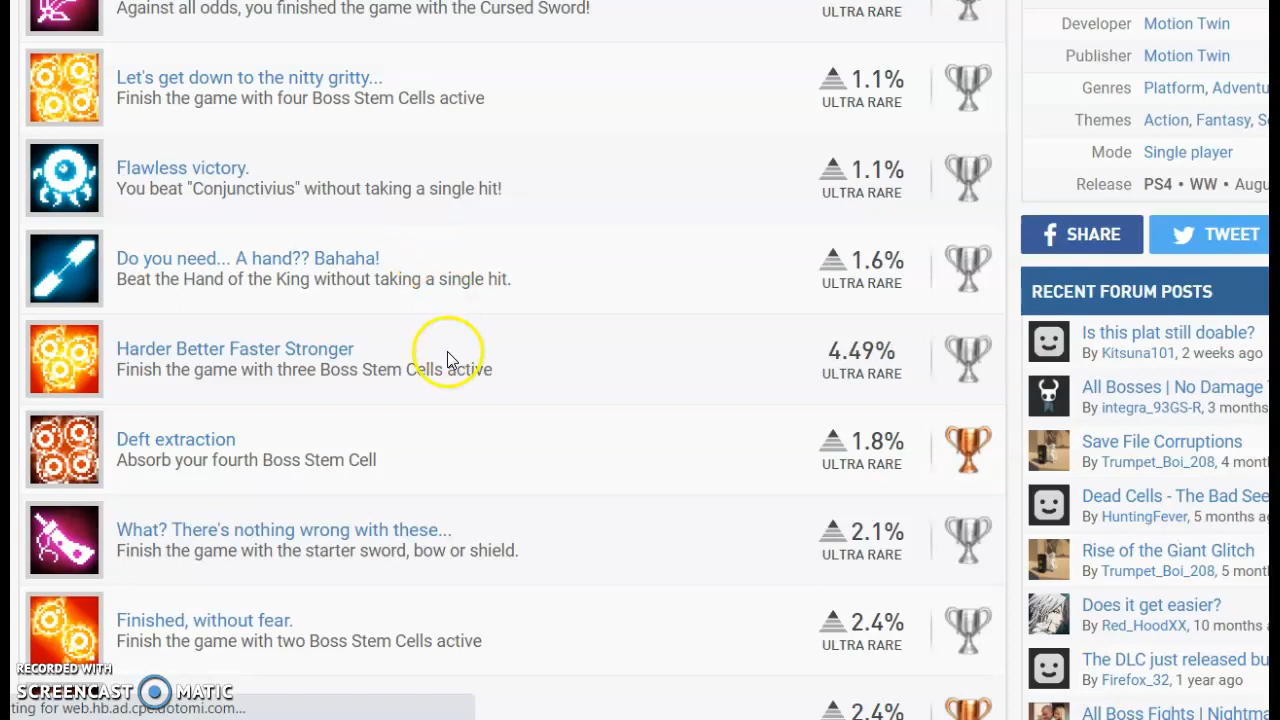 Against all odds, you finished the game with the Cursed Sword!
ULTRA RARE
Let's get down to the nitty gritty...
Finish the game with four Boss Stem Cells active
1.1%
ULTRA RARE
Flawless victory.
You beat "Conjunctivius" without taking a single hit!
1.1%
ULTRA RARE
Do you need... A hand?? Bahaha!
Beat the Hand of the King without taking a single hit.
1.6%
ULTRA RARE
Harder Better Faster Stronger
Finish the game with three Boss Stem Cells active
4.49%
ULTRA RARE
Deft extraction
Absorb your fourth Boss Stem Cell
1.8%
ULTRA RARE
What? There's nothing wrong with these...
Finish the game with the starter sword, bow or shield.
2.1%
ULTRA RARE
Finished, without fear.
Finish the game with two Boss Stem Cells active
2.4%
ULTRA RARE
2.4%
Developer Motion Twin
Publisher Motion Twin
Genres Platform, Adventu
Themes Action, Fantasy, S
Mode Single player
Release PS4 • WW • Augu
SHARE TWEET
RECENT FORUM POSTS
Is this plat still doable?
By Kitsuna101, 2 weeks ago
All Bosses | No Damage
By integra_93GS-R, 3 months
Save File Corruptions
By Trumpet_Boi_208, 4 mont
Dead Cells - The Bad See
By HuntingFever, 5 months a
Rise of the Giant Glitch
By Trumpet_Boi_208, 5 mont
Does it get easier?
By Red_HoodXX, 10 months a
The DLC just released bu
By Firefox_32, 1 year ago
All Boss Fights | Nightma
RECORDED WITH
SCREENCAST MATIC
ting for web.hb.ad.cpe.dotomi.com...